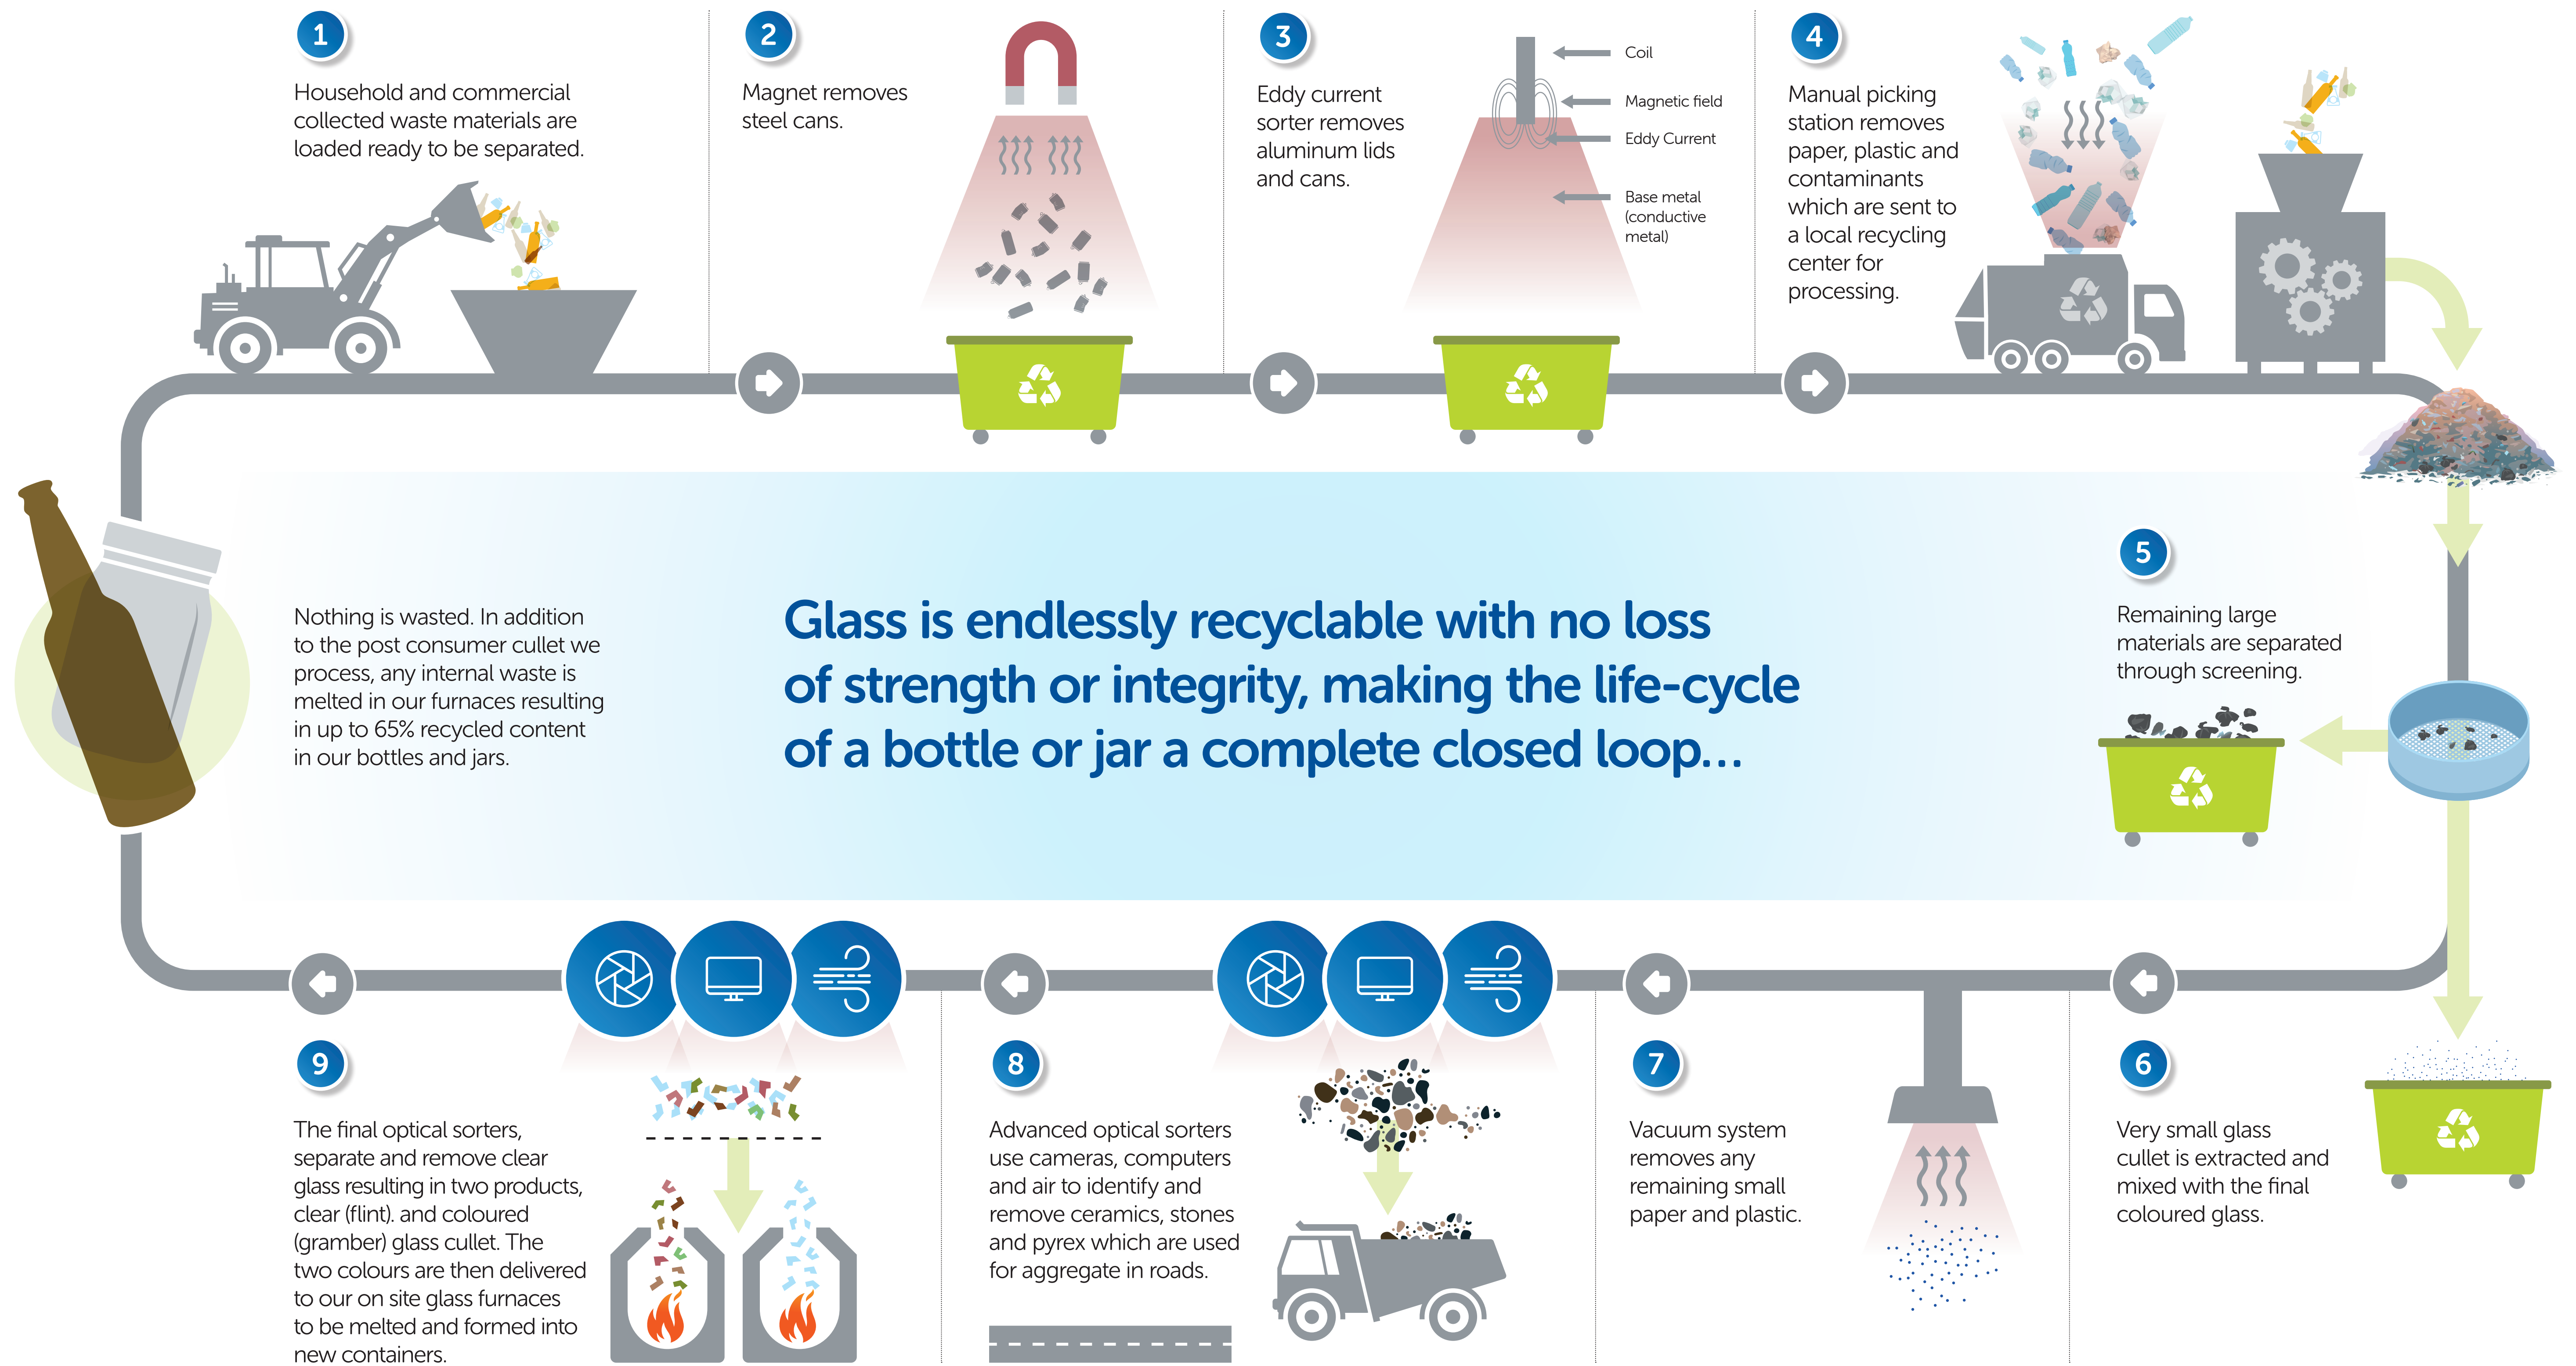 1
Household and commercial
collected waste materials are
loaded ready to be separated.
2
Magnet removes
steel cans.
3
Eddy current
sorter removes
aluminum lids
and cans.
Coil
Magnetic field
Eddy Current
Base metal
(conductive
metal)
4
Manual picking
station removes
paper, plastic and
contaminants
which are sent to
a local recycling
center for
processing.
Nothing is wasted. In addition
to the post consumer cullet we
process, any internal waste is
melted in our furnaces resulting
in up to 65% recycled content
in our bottles and jars.
Glass is endlessly recyclable with no loss
of strength or integrity, making the life-cycle
of a bottle or jar a complete closed loop...
5
Remaining large
materials are separated
through screening.
6
Very small glass
cullet is extracted and
mixed with the final
coloured glass.
7
Vacuum system
removes any
remaining small
paper and plastic.
8
Advanced optical sorters
use cameras, computers
and air to identify and
remove ceramics, stones
and pyrex which are used
for aggregate in roads.
9
The final optical sorters,
separate and remove clear
glass resulting in two products,
clear (flint). and coloured
(gramber) glass cullet. The
two colours are then delivered
to our on site glass furnaces
to be melted and formed into
new containers.